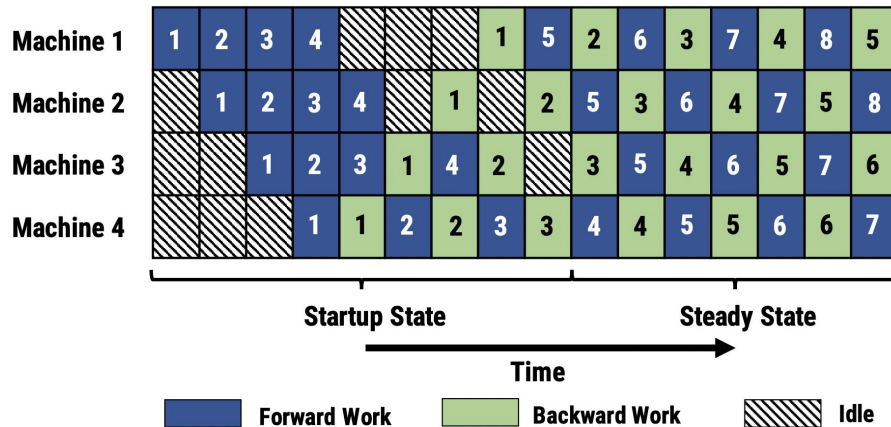 Machine 1 1 2 3 4 1 5 2 6 3 7 4 8 5
Machine 2 1 2 3 4 1 2 5 3 6 4 7 5 8
Machine 3 1 2 3 1 4 2 3 5 4 6 5 7 6
Machine 4 1 1 2 2 3 3 4 4 5 5 6 6 7
Startup State Steady State
Time
Forward Work Backward Work Idle